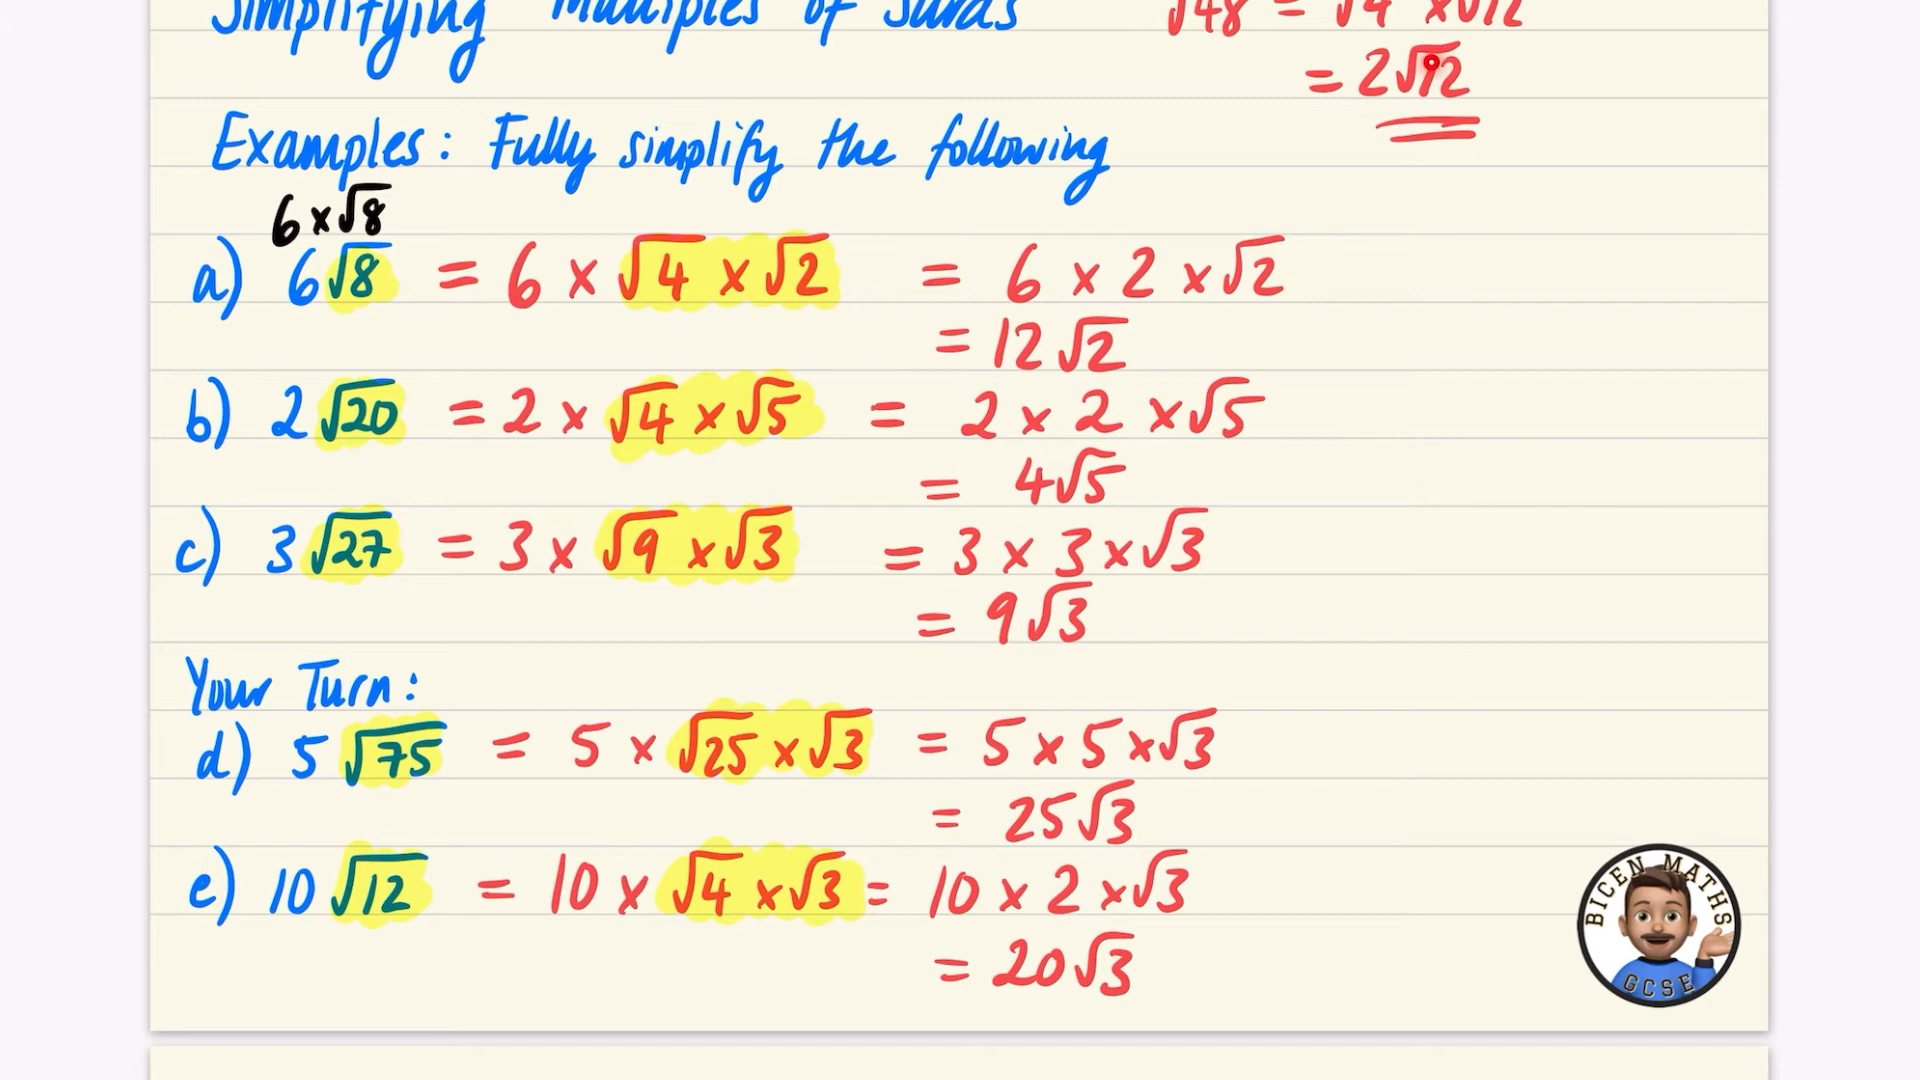 Simplifying Multiples of Surds
√48 = √4 × √12
= 2√12
Examples: Fully simplify the following
6 × √8
a) 6√8 = 6 × √4 × √2 = 6 × 2 × √2
= 12√2
b) 2√20 = 2 × √4 × √5 = 2 × 2 × √5
= 4√5
c) 3√27 = 3 × √9 × √3 = 3 × 3 × √3
= 9√3
Your Turn:
d) 5√75 = 5 × √25 × √3 = 5 × 5 × √3
= 25√3
e) 10√12 = 10 × √4 × √3 = 10 × 2 × √3
= 20√3
BICEN MATHS
GCSE